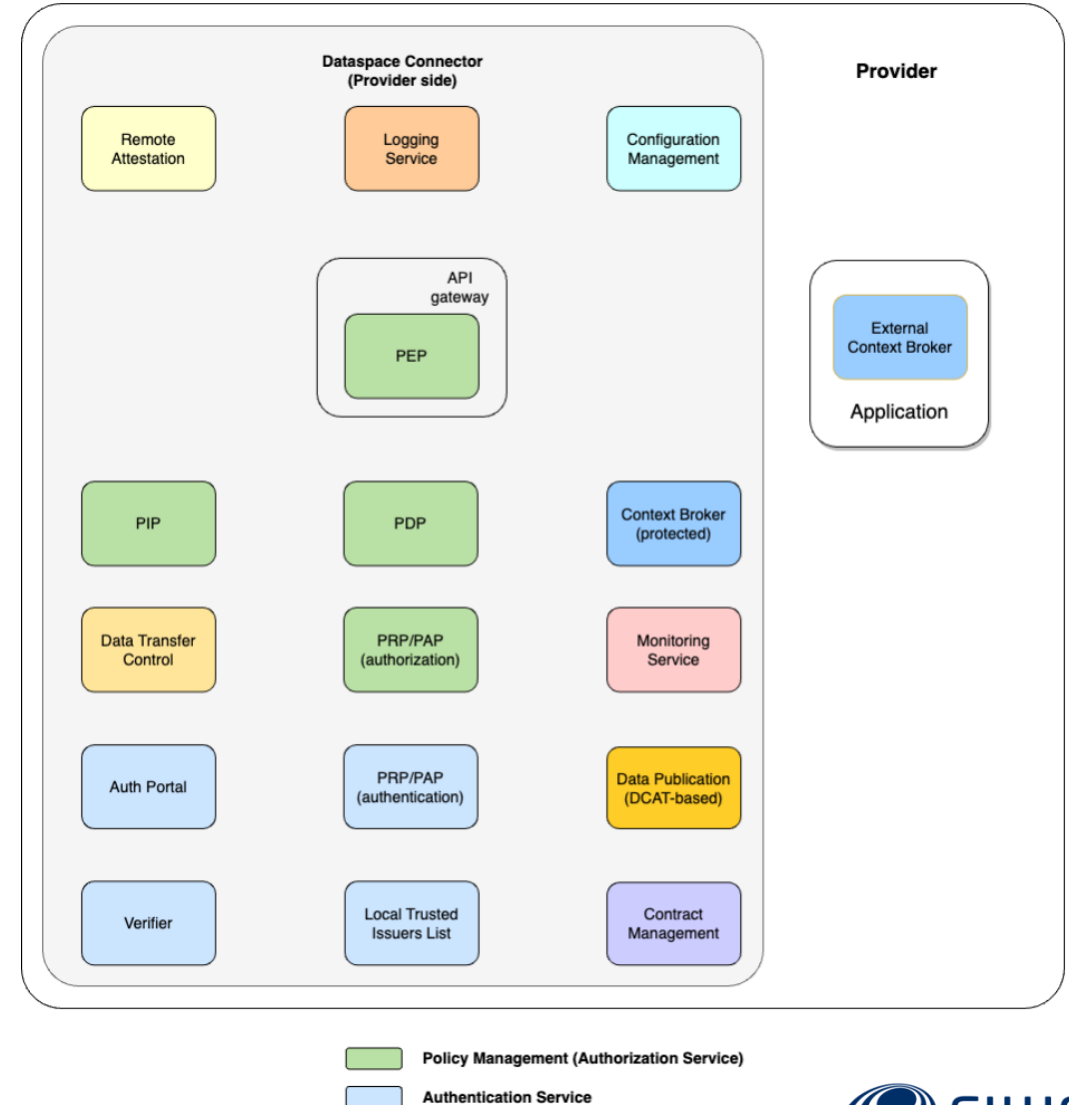 Dataspace Connector
(Provider side)
Provider
Remote
Attestation
Logging
Service
Configuration
Management
API
gateway
PEP
External
Context Broker
Application
PIP
PDP
Context Broker
(protected)
Data Transfer
Control
PRP/PAP
(authorization)
Monitoring
Service
Auth Portal
PRP/PAP
(authentication)
Data Publication
(DCAT-based)
Verifier
Local Trusted
Issuers List
Contract
Management
Policy Management (Authorization Service)
Authentication Service